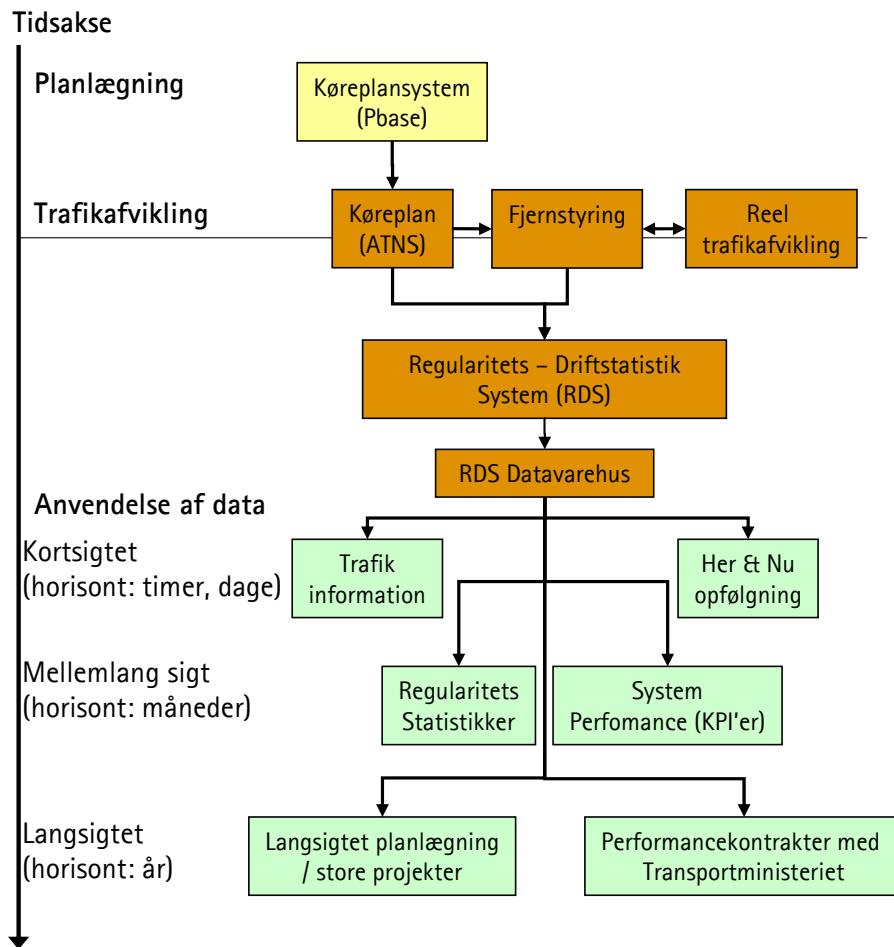 Tidsakse
Planlægning
Køreplansystem
(Pbase)
Trafikafvikling
Køreplan
(ATNS)
Fjernstyring
Reel
trafikafvikling
Regularitets – Driftstatistik
System (RDS)
RDS Datavarehus
Anvendelse af data
Kortsigtet
(horisont: timer, dage)
Trafik
information
Her & Nu
opfølgning
Mellemlang sigt
(horisont: måneder)
Regularitets
Statistikker
System
Perfomance (KPI'er)
Langsigtet
(horisont: år)
Langsigtet planlægning
/ store projekter
Performancekontrakter med
Transportministeriet